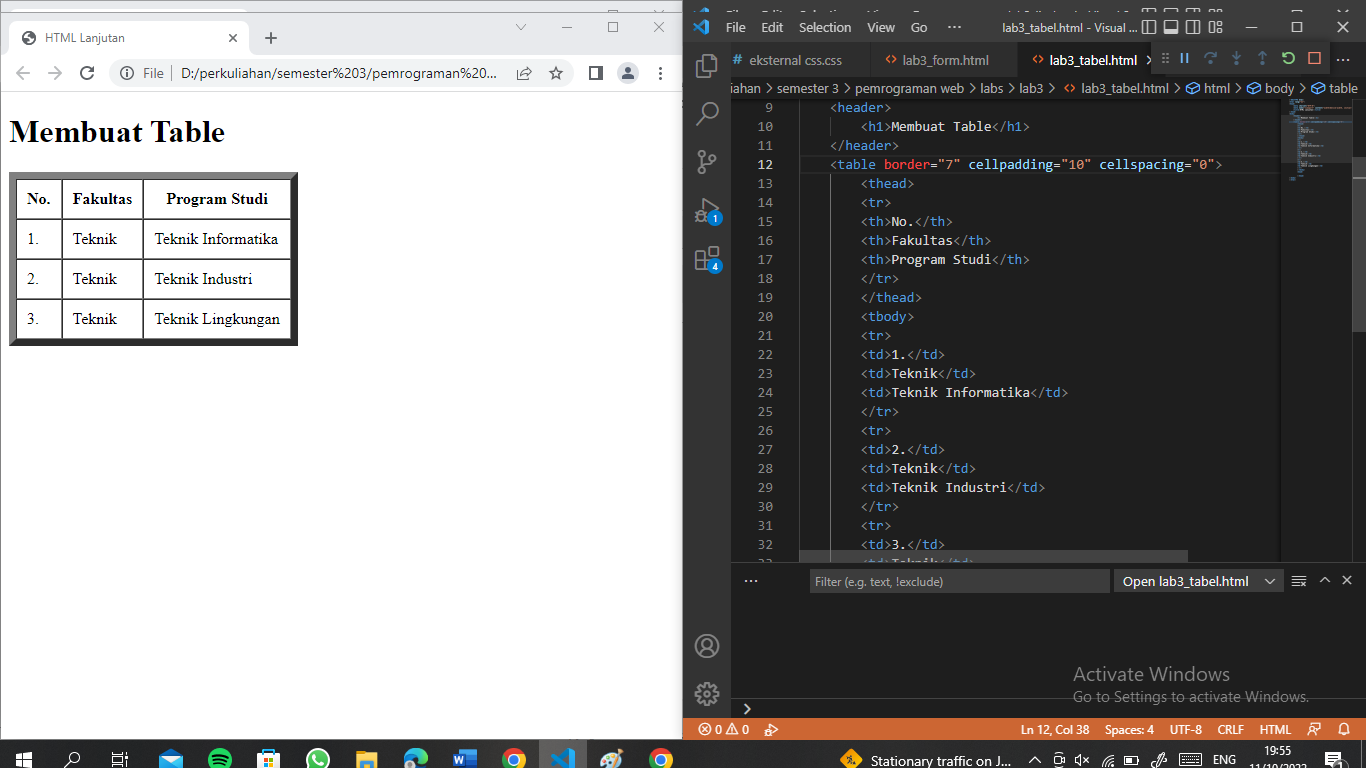 HTML Lanjutan
File
D:/perkuliahan/semester%203/pemrograman%20...
Membuat Table
No. Fakultas Program Studi
1. Teknik Teknik Informatika
2. Teknik Teknik Industri
3. Teknik Teknik Lingkungan
File Edit Selection View Go ... lab3_tabel.html - Visual ...
# eksternal css.css
lab3_form.html
lab3_tabel.html
iahan > semester 3 > pemrograman web > labs > lab3 > lab3_tabel.html > html > body > table
9 <header>
10 <h1>Membuat Table</h1>
11 </header>
12 <table border="7" cellpadding="10" cellspacing="0">
13 <thead>
14 <tr>
15 <th>No.</th>
16 <th>Fakultas</th>
17 <th>Program Studi</th>
18 </tr>
19 </thead>
20 <tbody>
21 <tr>
22 <td>1.</td>
23 <td>Teknik</td>
24 <td>Teknik Informatika</td>
25 </tr>
26 <tr>
27 <td>2.</td>
28 <td>Teknik</td>
29 <td>Teknik Industri</td>
30 </tr>
31 <tr>
32 <td>3.</td>
33 <td>Teknik</td>
1
4
Filter (e.g. text, !exclude)
Open lab3_tabel.html
Activate Windows
Go to Settings to activate Windows.
0 0
Ln 12, Col 38 Spaces: 4 UTF-8 CRLF HTML
Stationary traffic on J...
ENG
19:55